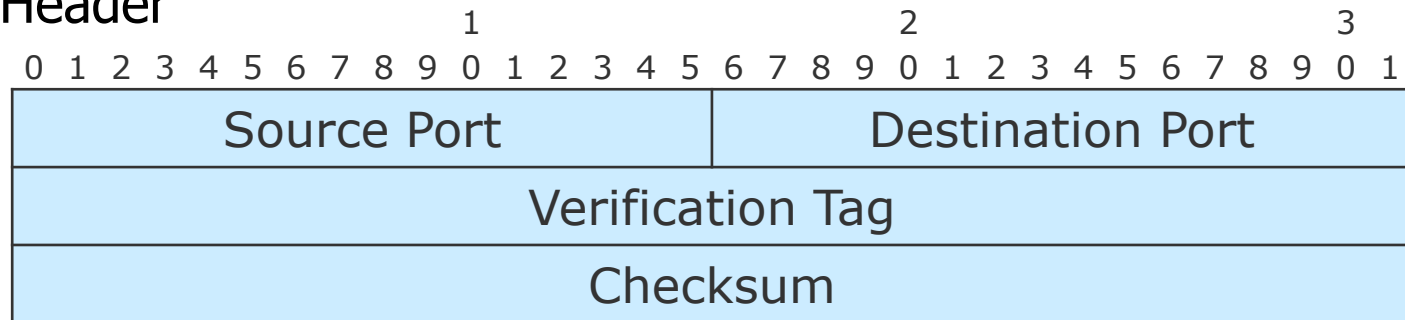 Header
1 2 3
0 1 2 3 4 5 6 7 8 9 0 1 2 3 4 5 6 7 8 9 0 1 2 3 4 5 6 7 8 9 0 1
Source Port Destination Port
Verification Tag
Checksum